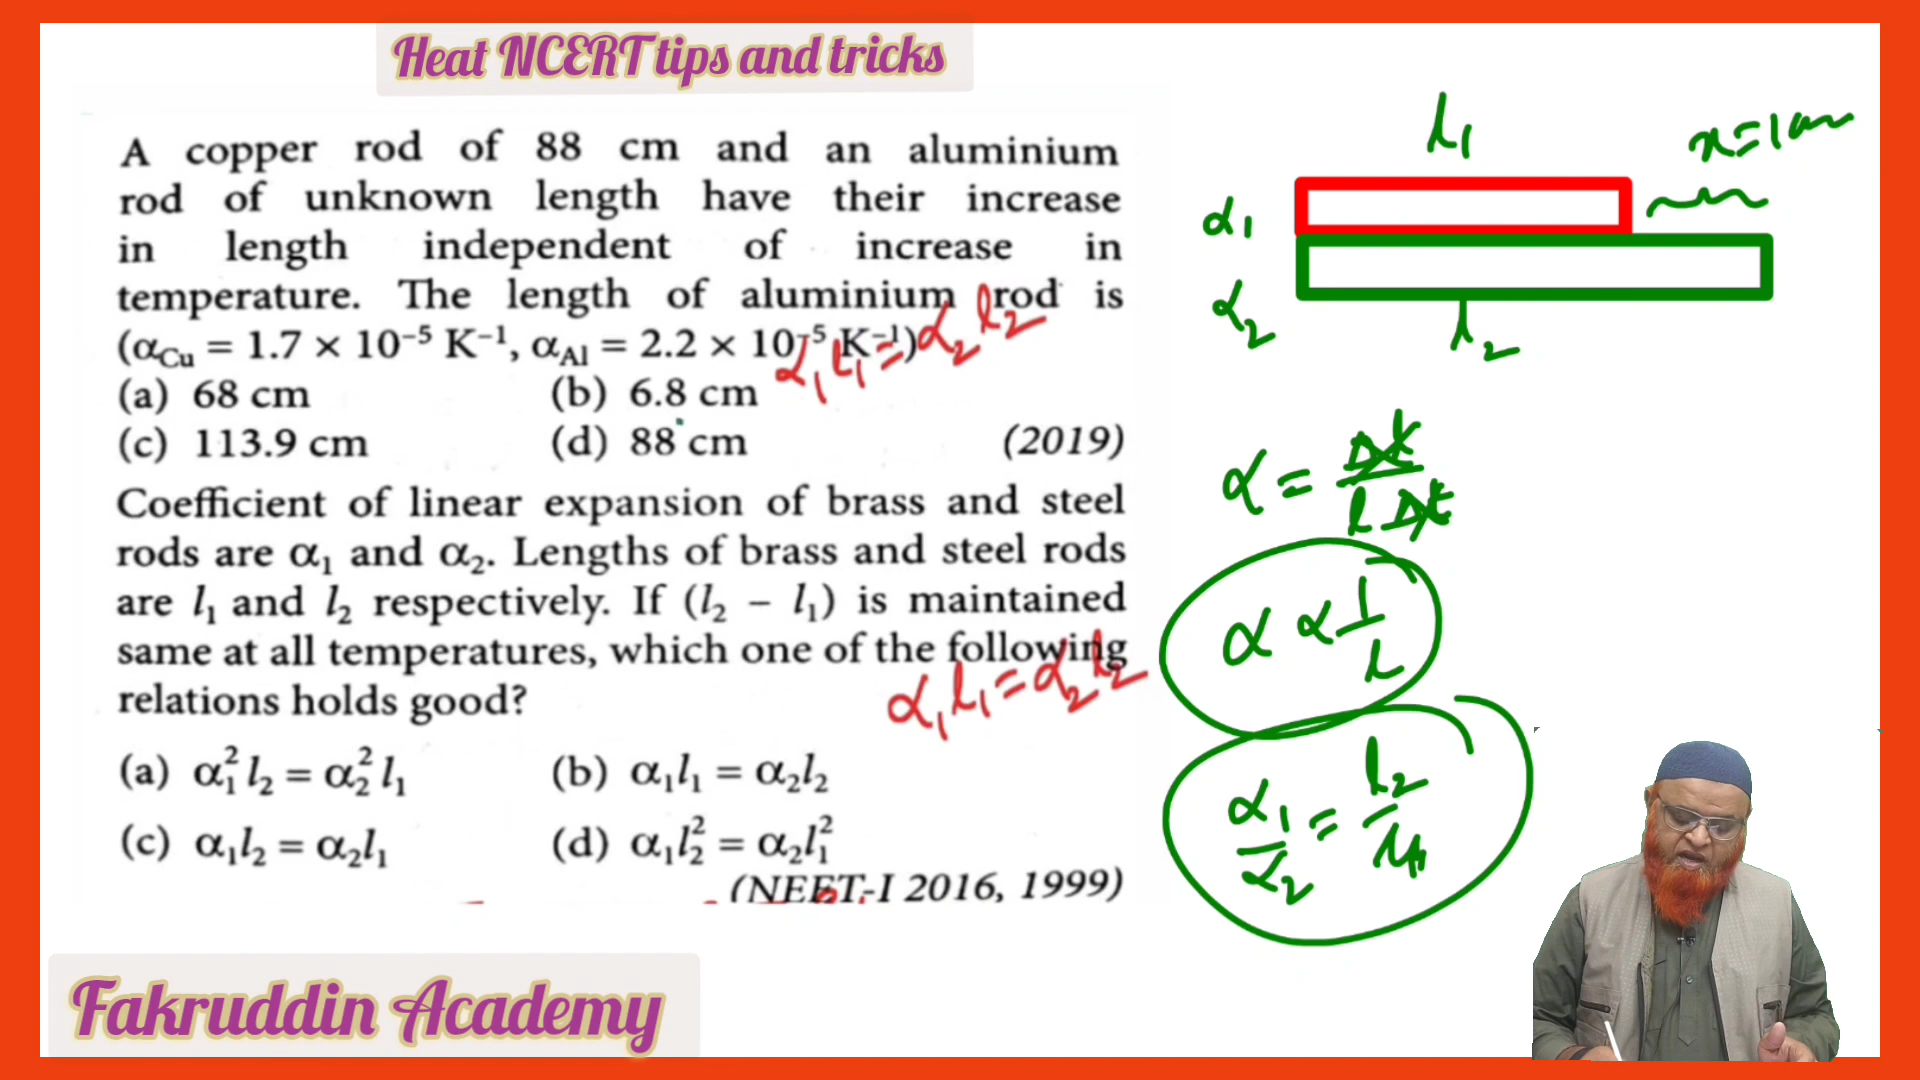 Heat NCERT tips and tricks
A copper rod of 88 cm and an aluminium
rod of unknown length have their increase
in length independent of increase in
temperature. The length of aluminium rod is
(αCu = 1.7 × 10⁻⁵ K⁻¹, αAl = 2.2 × 10⁻⁵ K⁻¹)
α₁l₁ = α₂l₂
(a) 68 cm (b) 6.8 cm
(c) 113.9 cm (d) 88 cm (2019)
Coefficient of linear expansion of brass and steel
rods are α₁ and α₂. Lengths of brass and steel rods
are l₁ and l₂ respectively. If (l₂ − l₁) is maintained
same at all temperatures, which one of the following
relations holds good?
α₁l₁ = α₂l₂
(a) α₁² l₂ = α₂² l₁ (b) α₁l₁ = α₂l₂
(c) α₁l₂ = α₂l₁ (d) α₁l₂² = α₂l₁²
(NEET-I 2016, 1999)
l₁
x=1cm
α₁
α₂
l₂
α = Δl / l Δt
α ∝ 1/l
α₁/α₂ = l₂/l₁
Fakruddin Academy